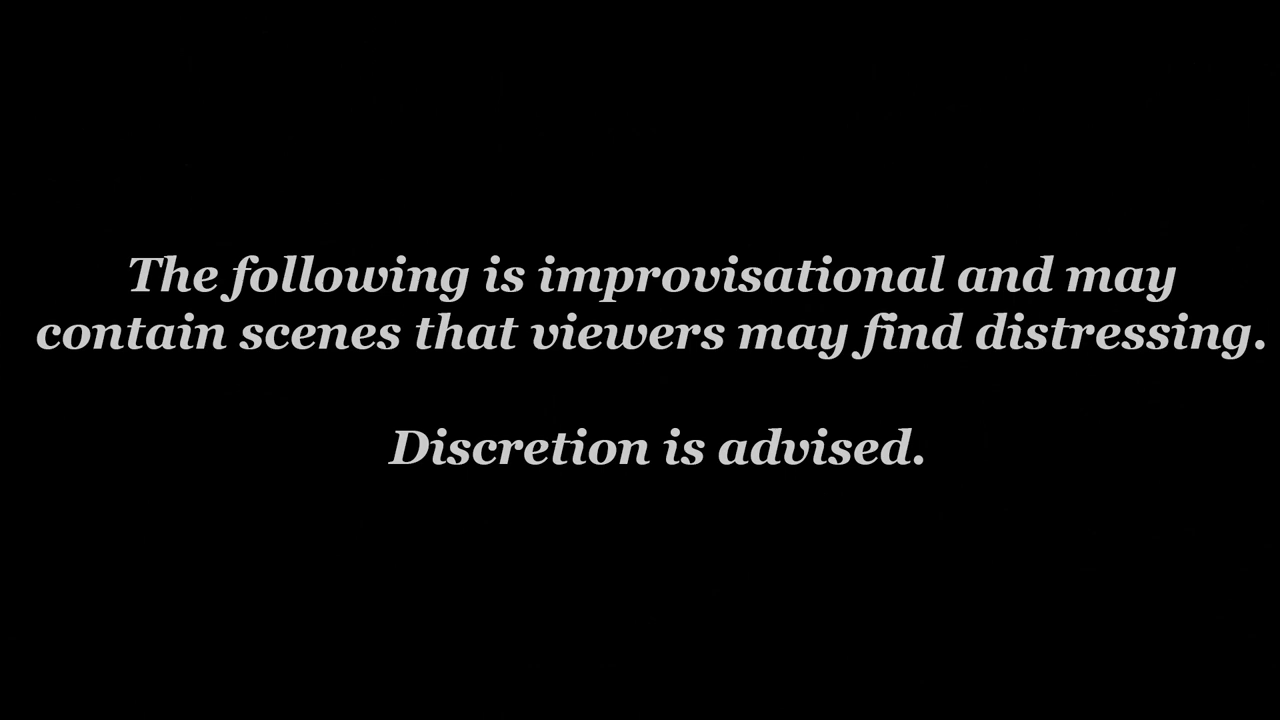 The following is improvisational and may
contain scenes that viewers may find distressing.
Discretion is advised.